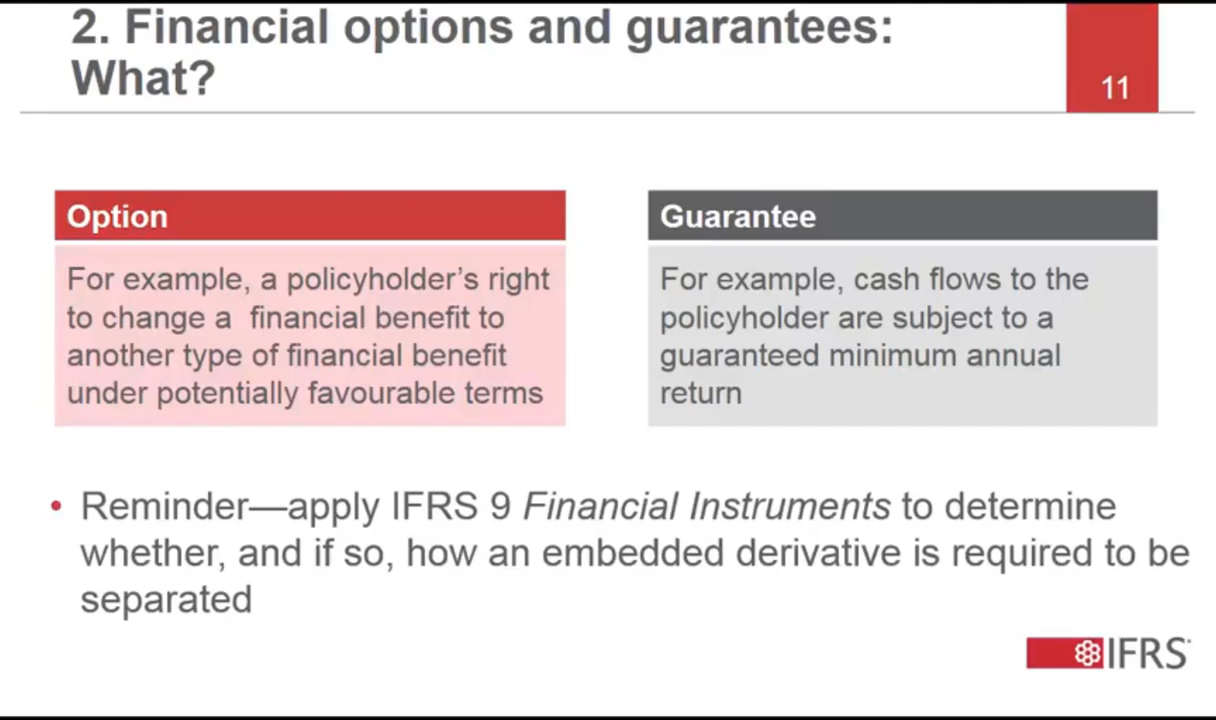 2. Financial options and guarantees:
What?
11
Option
For example, a policyholder's right
to change a  financial benefit to
another type of financial benefit
under potentially favourable terms
Guarantee
For example, cash flows to the
policyholder are subject to a
guaranteed minimum annual
return
• Reminder—apply IFRS 9 Financial Instruments to determine
whether, and if so, how an embedded derivative is required to be
separated
IFRS